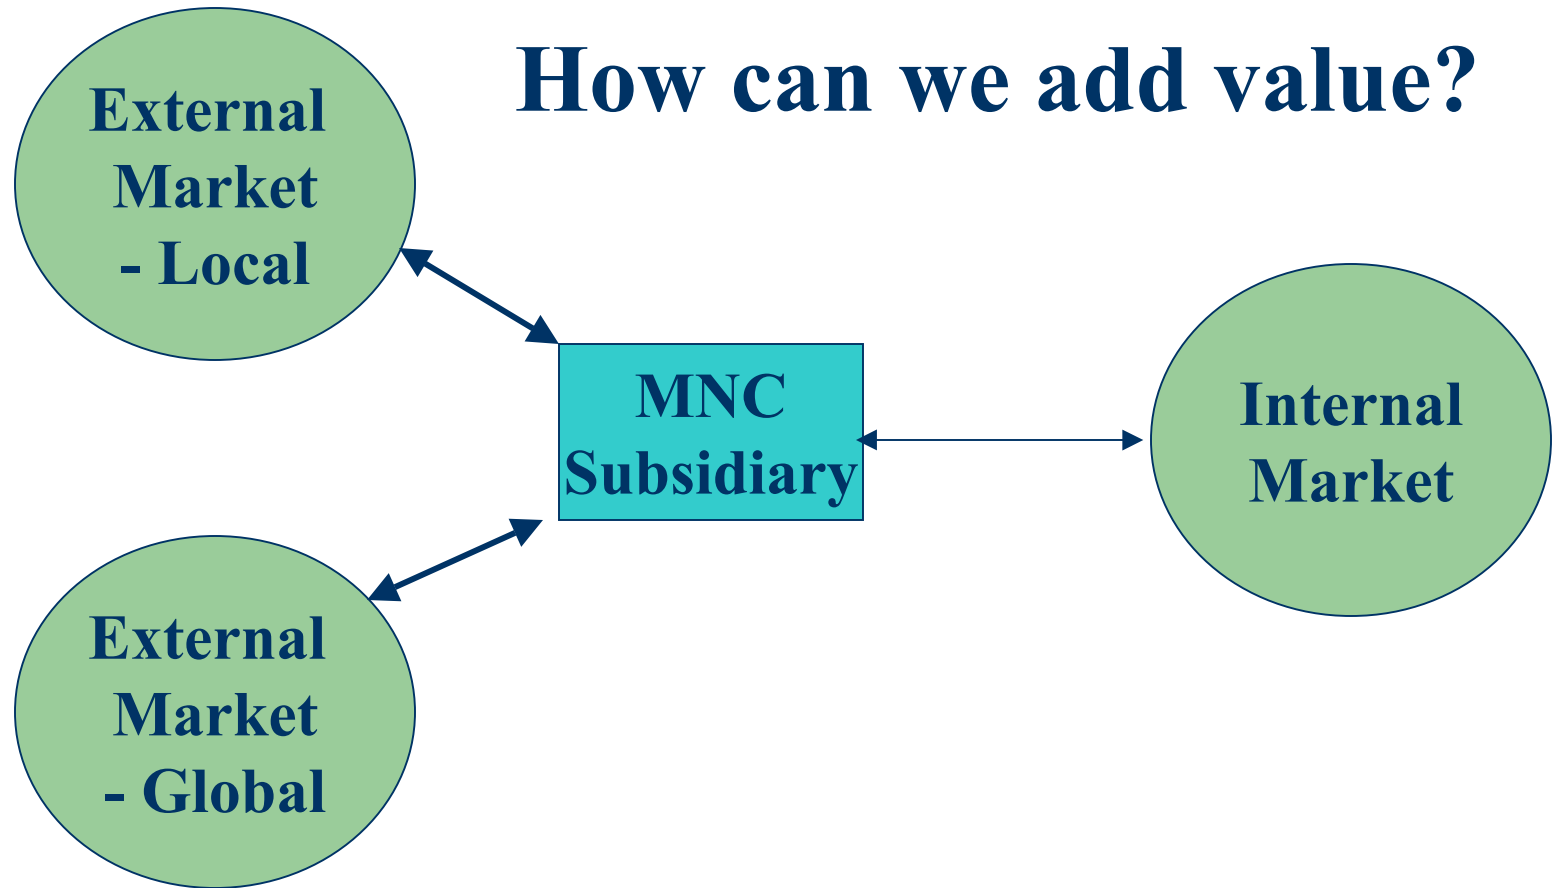 How can we add value?
External
Market
- Local
MNC
Subsidiary
Internal
Market
External
Market
- Global